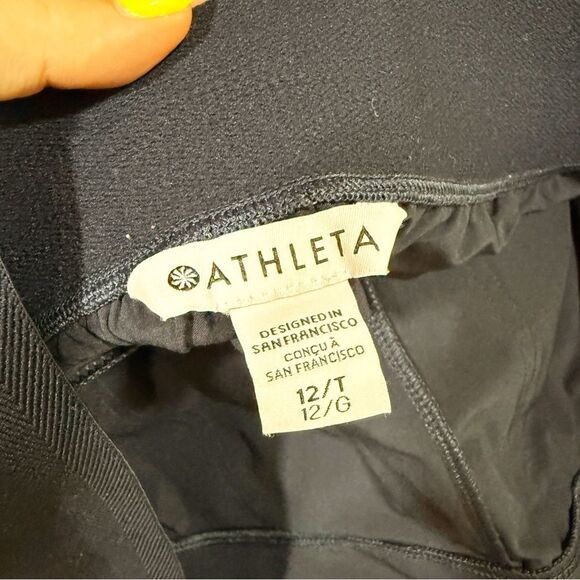 ATHLETA
DESIGNED IN
SAN FRANCISCO
CONÇU À
SAN FRANCISCO
12/T
12/G